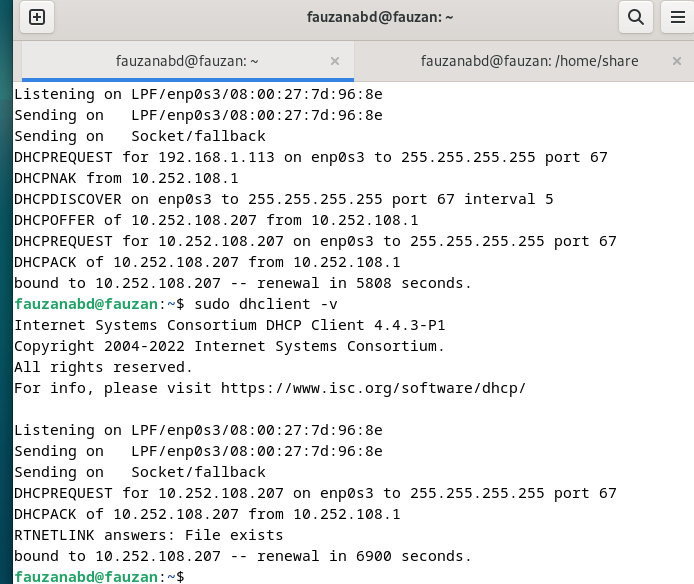 fauzanabd@fauzan: ~
fauzanabd@fauzan: ~
fauzanabd@fauzan: /home/share
Listening on LPF/enp0s3/08:00:27:7d:96:8e
Sending on   LPF/enp0s3/08:00:27:7d:96:8e
Sending on   Socket/fallback
DHCPREQUEST for 192.168.1.113 on enp0s3 to 255.255.255.255 port 67
DHCPNAK from 10.252.108.1
DHCPDISCOVER on enp0s3 to 255.255.255.255 port 67 interval 5
DHCPOFFER of 10.252.108.207 from 10.252.108.1
DHCPREQUEST for 10.252.108.207 on enp0s3 to 255.255.255.255 port 67
DHCPACK of 10.252.108.207 from 10.252.108.1
bound to 10.252.108.207 -- renewal in 5808 seconds.
fauzanabd@fauzan:~$ sudo dhclient -v
Internet Systems Consortium DHCP Client 4.4.3-P1
Copyright 2004-2022 Internet Systems Consortium.
All rights reserved.
For info, please visit https://www.isc.org/software/dhcp/
Listening on LPF/enp0s3/08:00:27:7d:96:8e
Sending on   LPF/enp0s3/08:00:27:7d:96:8e
Sending on   Socket/fallback
DHCPREQUEST for 10.252.108.207 on enp0s3 to 255.255.255.255 port 67
DHCPACK of 10.252.108.207 from 10.252.108.1
RTNETLINK answers: File exists
bound to 10.252.108.207 -- renewal in 6900 seconds.
fauzanabd@fauzan:~$